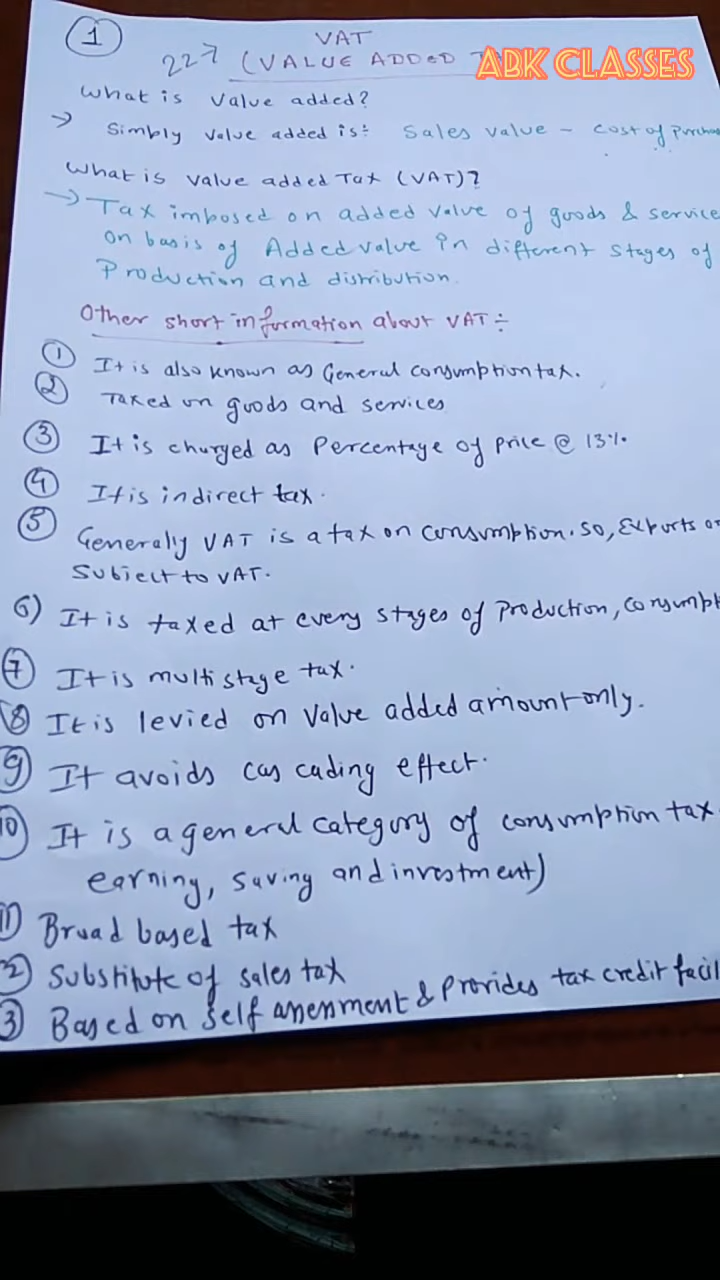 1
VAT
227 (VALUE ADDED T
ABK CLASSES
What is value added?
→ Simply value added is÷ Sales value - cost of purchas
What is value added Tax (VAT)?
→ Tax imposed on added value of goods & service
on basis of Added value in different stages of
Production and distribution.
Other short information about VAT÷
1 It is also known as General consumption tax.
2 Taxed on goods and services
3 It is charged as Percentage of price @ 13%
4 It is indirect tax.
5 Generally VAT is a tax on consumption. so, Exports
Subject to VAT.
6) It is taxed at every stages of production, consumpt
7 It is multistage tax.
8 It is levied on value added amount only.
9 It avoids cascading effect.
10 It is a general category of consumption tax.
earning, saving and investment)
11 Broad based tax
2 Substitute of sales tax
3 Based on self assessment & provides tax credit facil